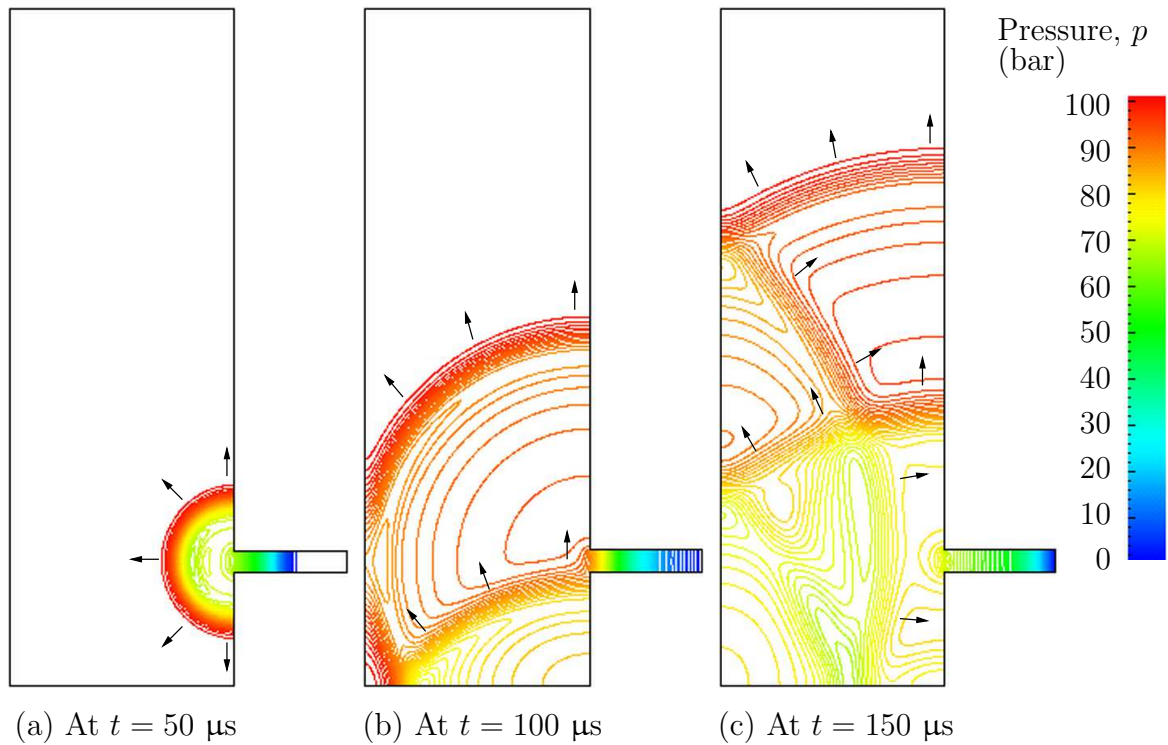 Pressure, p
(bar)
100
90
80
70
60
50
40
30
20
10
0
(a) At t = 50 μs
(b) At t = 100 μs
(c) At t = 150 μs